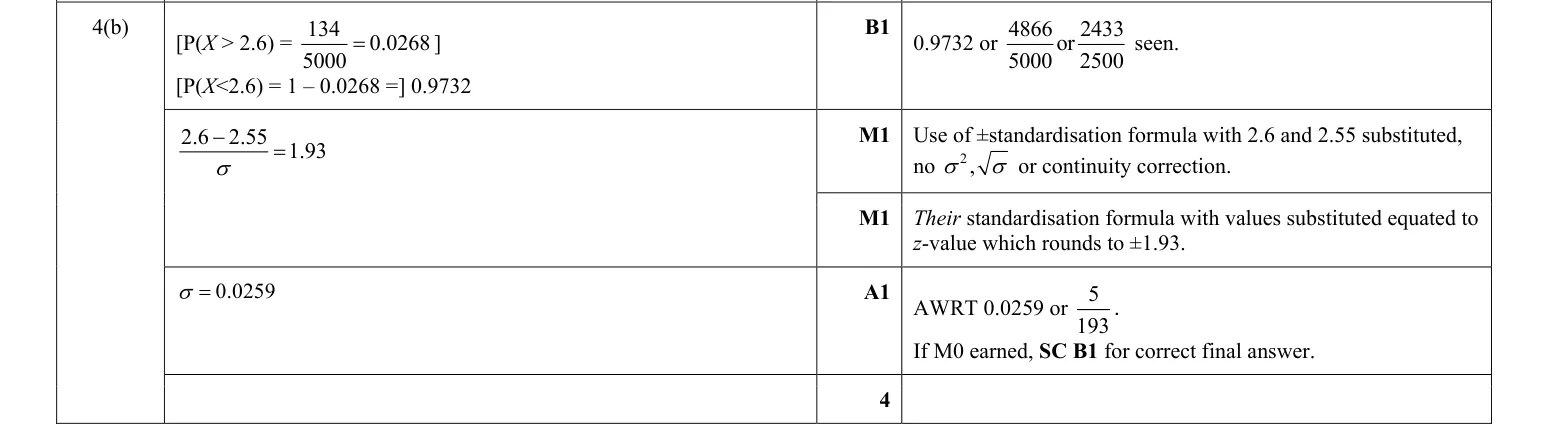 4(b)
[P(X > 2.6) = 134/5000 = 0.0268 ]
[P(X<2.6) = 1 – 0.0268 =] 0.9732
B1
0.9732 or 4866/5000 or 2433/2500 seen.
(2.6 − 2.55)/σ = 1.93
M1
Use of ±standardisation formula with 2.6 and 2.55 substituted,
no σ², √σ or continuity correction.
M1
Their standardisation formula with values substituted equated to
z-value which rounds to ±1.93.
σ = 0.0259
A1
AWRT 0.0259 or 5/193 .
If M0 earned, SC B1 for correct final answer.
4